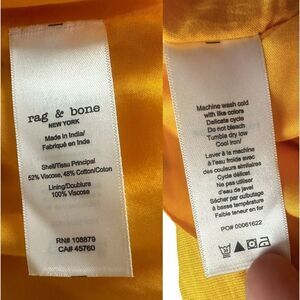 rag & bone
NEW YORK
Made in India/
Fabriqué en Inde
Shell/Tissu Principal
52% Viscose, 48% Cotton/Coton
Lining/Doublure
100% Viscose
RN# 108879
CA# 45760
Machine wash cold
with like colors
Delicate cycle
Do not bleach
Tumble dry low
Cool Iron/
Laver à la machine
à l'eau froide avec
des couleurs similaires
Cycle délicat
Ne pas utiliser
d'eau de javel
Sécher par culbutage
à basse température
Faible teneur en fer
PO# 00061622